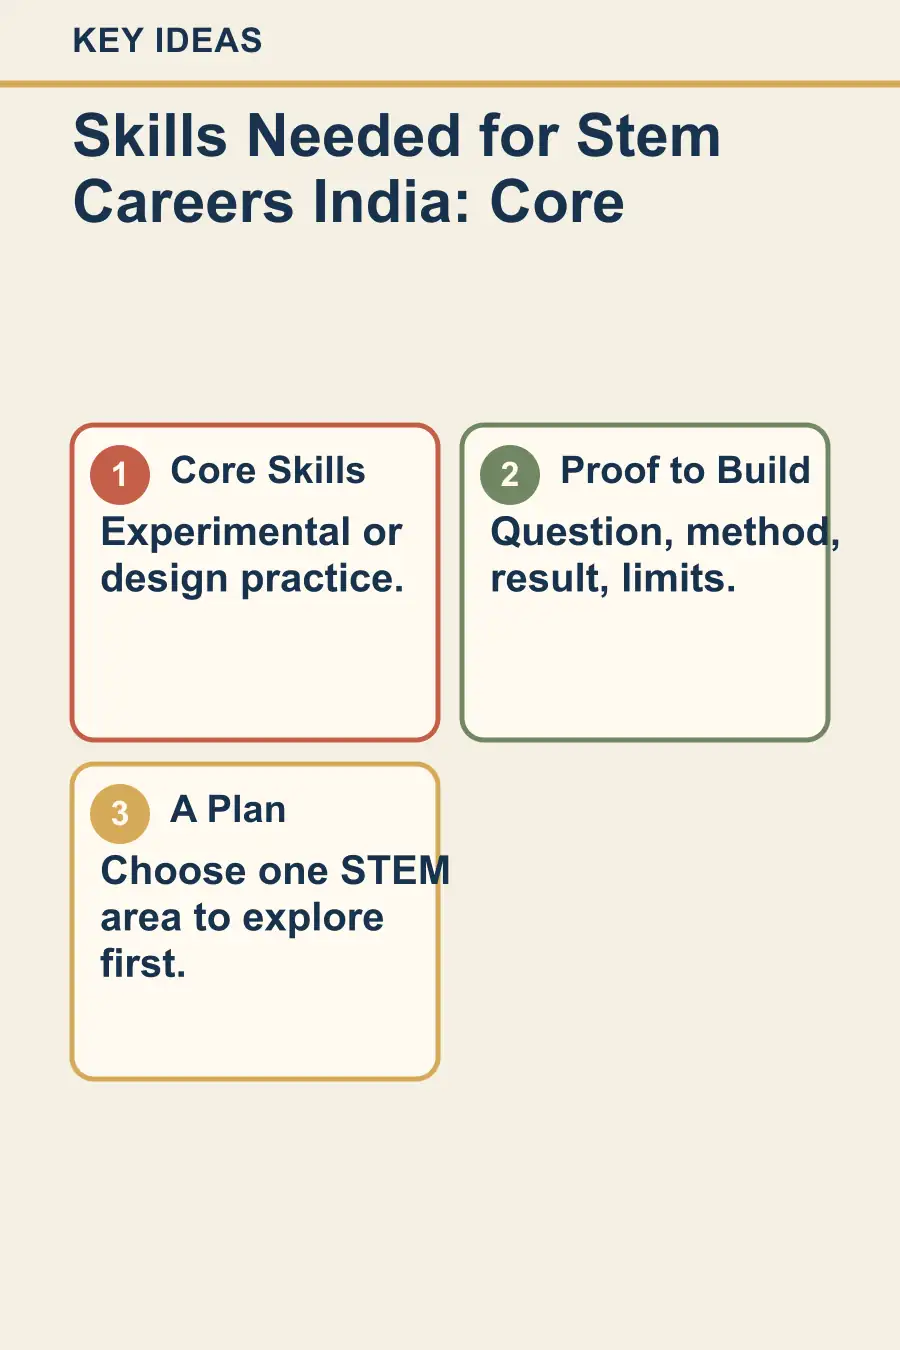 KEY IDEAS
Skills Needed for Stem
Careers India: Core
1 Core Skills
Experimental or
design practice.
2 Proof to Build
Question, method,
result, limits.
3 A Plan
Choose one STEM
area to explore
first.